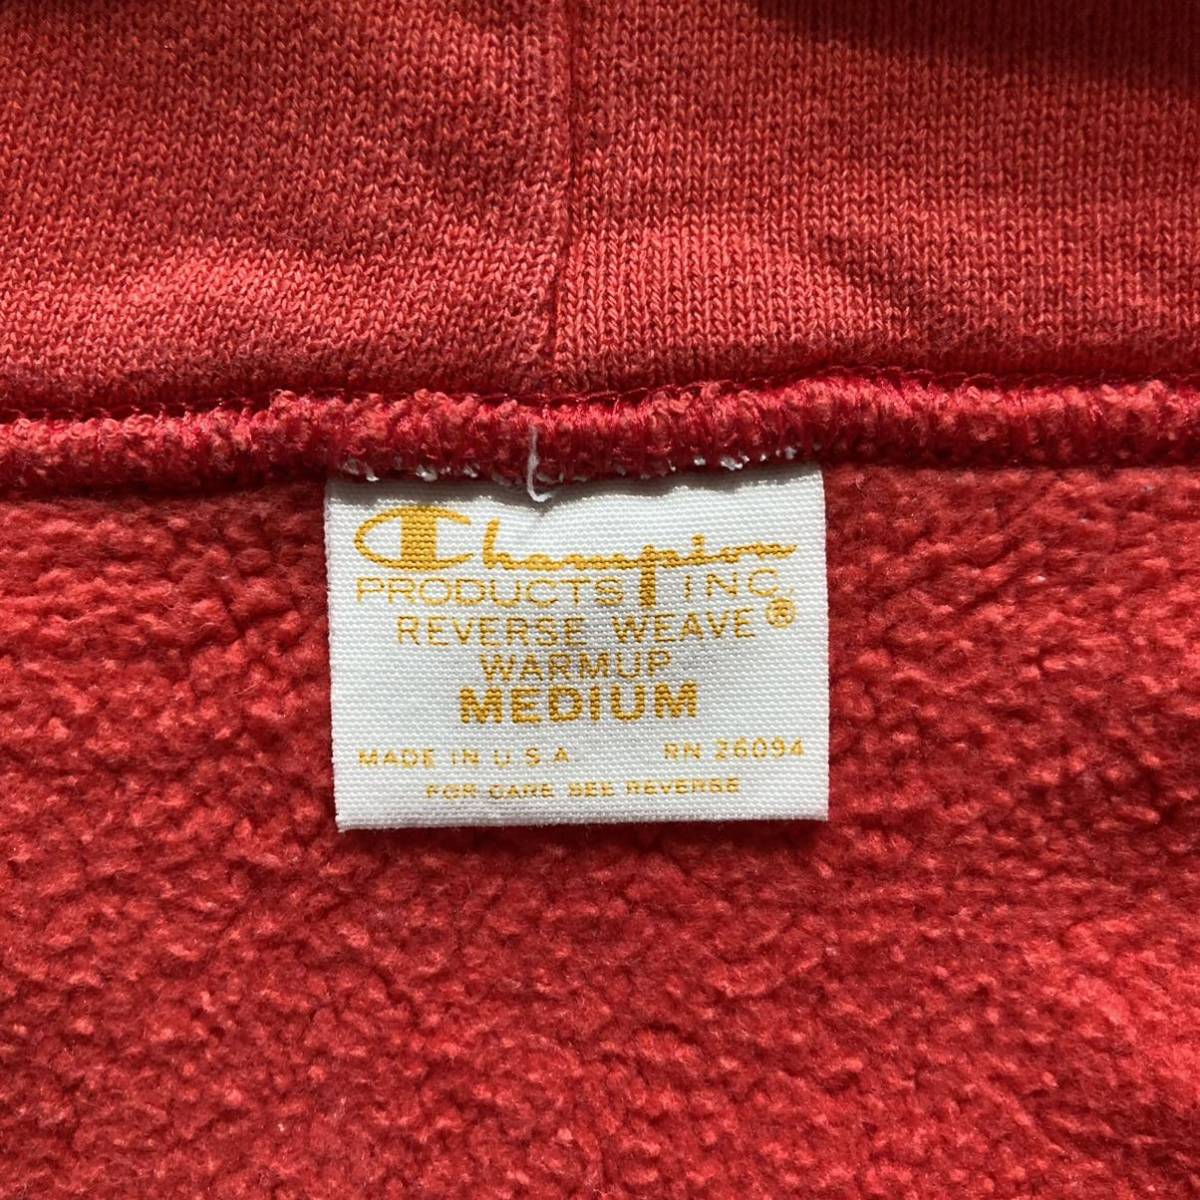 Champion
PRODUCTS INC.
REVERSE WEAVE®
WARMUP
MEDIUM
MADE IN U.S.A. RN 26094
FOR CARE SEE REVERSE